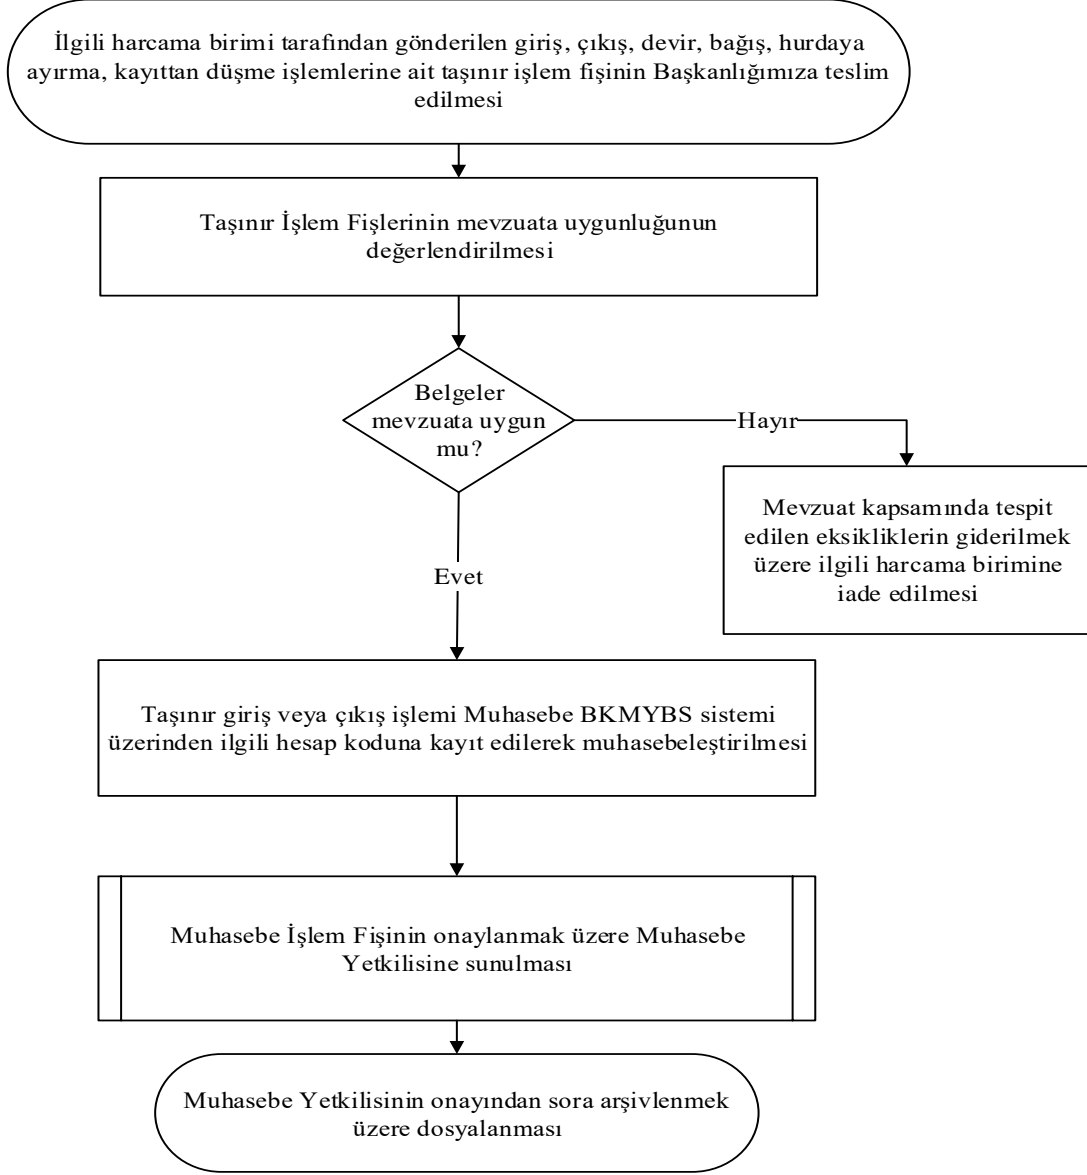 İlgili harcama birimi tarafından gönderilen giriş, çıkış, devir, bağış, hurdaya
ayırma, kayıttan düşme işlemlerine ait taşınır işlem fişinin Başkanlığımıza teslim
edilmesi
Taşınır İşlem Fişlerinin mevzuata uygunluğunun
değerlendirilmesi
Belgeler
mevzuata uygun
mu?
Hayır
Mevzuat kapsamında tespit
edilen eksikliklerin giderilmek
üzere ilgili harcama birimine
iade edilmesi
Evet
Taşınır giriş veya çıkış işlemi Muhasebe BKMYBS sistemi
üzerinden ilgili hesap koduna kayıt edilerek muhasebeleştirilmesi
Muhasebe İşlem Fişinin onaylanmak üzere Muhasebe
Yetkilisine sunulması
Muhasebe Yetkilisinin onayından sora arşivlenmek
üzere dosyalanması